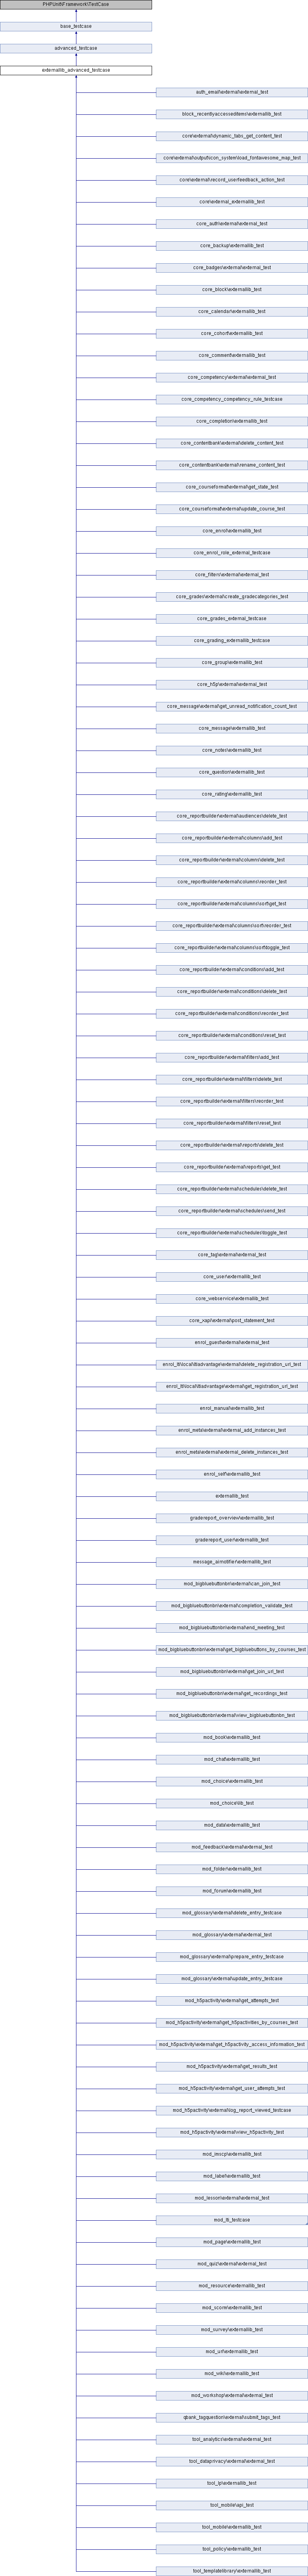 PHPUnit\Framework\TestCase
base_testcase
advanced_testcase
externallib_advanced_testcase
auth_email\external\external_test
block_recentlyaccesseditems\externallib_test
core\external\dynamic_tabs_get_content_test
core\external\output\icon_system\load_fontawesome_map_test
core\external\record_userfeedback_action_test
core\external_externallib_test
core_auth\external\external_test
core_backup\externallib_test
core_badges\external\external_test
core_block\externallib_test
core_calendar\externallib_test
core_cohort\externallib_test
core_comment\externallib_test
core_competency\external\external_test
core_competency_competency_rule_testcase
core_completion\externallib_test
core_contentbank\external\delete_content_test
core_contentbank\external\rename_content_test
core_courseformat\external\get_state_test
core_courseformat\external\update_course_test
core_enrol\externallib_test
core_enrol_role_external_testcase
core_filters\external\external_test
core_grades\external\create_gradecategories_test
core_grades_external_testcase
core_grading_externallib_testcase
core_group\externallib_test
core_h5p\external\external_test
core_message\external\get_unread_notification_count_test
core_message\externallib_test
core_notes\externallib_test
core_question\externallib_test
core_rating\externallib_test
core_reportbuilder\external\audiences\delete_test
core_reportbuilder\external\columns\add_test
core_reportbuilder\external\columns\delete_test
core_reportbuilder\external\columns\reorder_test
core_reportbuilder\external\columns\sort\get_test
core_reportbuilder\external\columns\sort\reorder_test
core_reportbuilder\external\columns\sort\toggle_test
core_reportbuilder\external\conditions\add_test
core_reportbuilder\external\conditions\delete_test
core_reportbuilder\external\conditions\reorder_test
core_reportbuilder\external\conditions\reset_test
core_reportbuilder\external\filters\add_test
core_reportbuilder\external\filters\delete_test
core_reportbuilder\external\filters\reorder_test
core_reportbuilder\external\filters\reset_test
core_reportbuilder\external\reports\delete_test
core_reportbuilder\external\reports\get_test
core_reportbuilder\external\schedules\delete_test
core_reportbuilder\external\schedules\send_test
core_reportbuilder\external\schedules\toggle_test
core_tag\external\external_test
core_user\externallib_test
core_webservice\externallib_test
core_xapi\external\post_statement_test
enrol_guest\external\external_test
enrol_lti\local\ltiadvantage\external\delete_registration_url_test
enrol_lti\local\ltiadvantage\external\get_registration_url_test
enrol_manual\externallib_test
enrol_meta\external\external_add_instances_test
enrol_meta\external\external_delete_instances_test
enrol_self\externallib_test
externallib_test
gradereport_overview\externallib_test
gradereport_user\externallib_test
message_airnotifier\externallib_test
mod_bigbluebuttonbn\external\can_join_test
mod_bigbluebuttonbn\external\completion_validate_test
mod_bigbluebuttonbn\external\end_meeting_test
mod_bigbluebuttonbn\external\get_bigbluebuttons_by_courses_test
mod_bigbluebuttonbn\external\get_join_url_test
mod_bigbluebuttonbn\external\get_recordings_test
mod_bigbluebuttonbn\external\view_bigbluebuttonbn_test
mod_book\externallib_test
mod_chat\externallib_test
mod_choice\externallib_test
mod_choice\lib_test
mod_data\externallib_test
mod_feedback\external\external_test
mod_folder\externallib_test
mod_forum\externallib_test
mod_glossary\external\delete_entry_testcase
mod_glossary\external\external_test
mod_glossary\external\prepare_entry_testcase
mod_glossary\external\update_entry_testcase
mod_h5pactivity\external\get_attempts_test
mod_h5pactivity\external\get_h5pactivities_by_courses_test
mod_h5pactivity\external\get_h5pactivity_access_information_test
mod_h5pactivity\external\get_results_test
mod_h5pactivity\external\get_user_attempts_test
mod_h5pactivity\external\log_report_viewed_testcase
mod_h5pactivity\external\view_h5pactivity_test
mod_imscp\externallib_test
mod_label\externallib_test
mod_lesson\external\external_test
mod_lti_testcase
mod_page\externallib_test
mod_quiz\external\external_test
mod_resource\externallib_test
mod_scorm\externallib_test
mod_survey\externallib_test
mod_url\externallib_test
mod_wiki\externallib_test
mod_workshop\external\external_test
qbank_tagquestion\external\submit_tags_test
tool_analytics\external\external_test
tool_dataprivacy\external\external_test
tool_lp\externallib_test
tool_mobile\api_test
tool_mobile\externallib_test
tool_policy\externallib_test
tool_templatelibrary\externallib_test